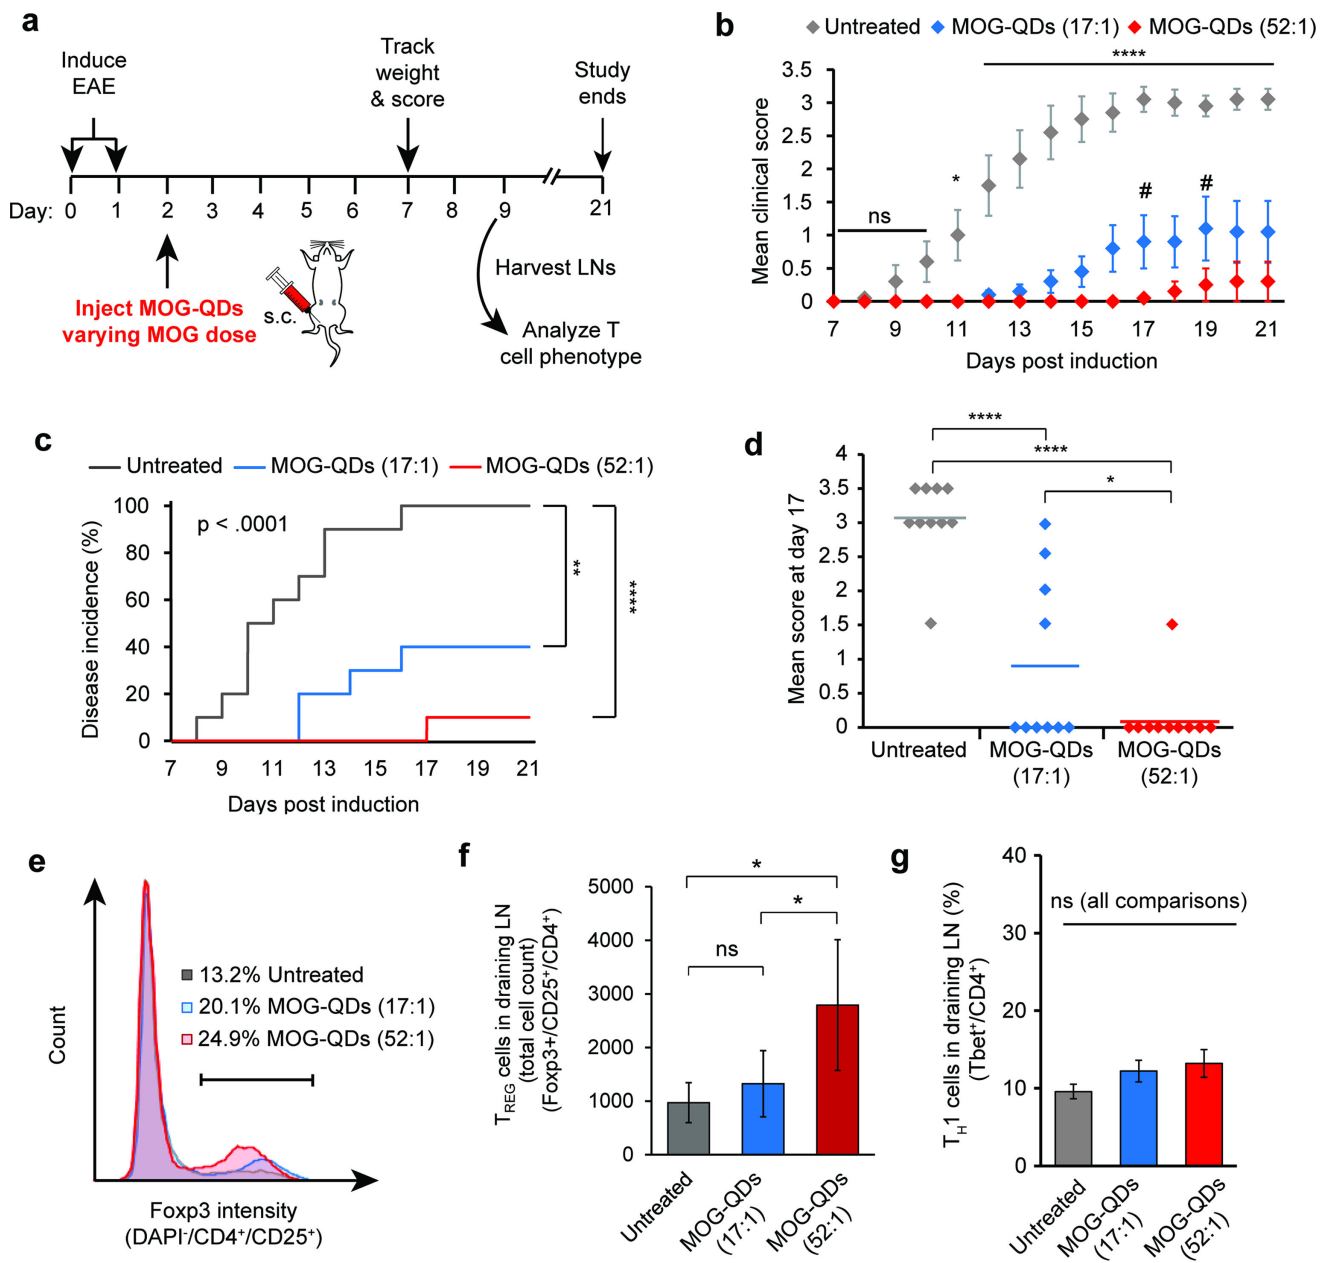 a
Induce
EAE
Track
weight
& score
Study
ends
Day: 0 1 2 3 4 5 6 7 8 9 21
Inject MOG-QDs
varying MOG dose
s.c.
Harvest LNs
Analyze T
cell phenotype
b
Untreated MOG-QDs (17:1) MOG-QDs (52:1)
Mean clinical score
3.5
3
2.5
2
1.5
1
0.5
0
ns
*
****
#
#
7 9 11 13 15 17 19 21
Days post induction
c
Untreated MOG-QDs (17:1) MOG-QDs (52:1)
Disease incidence (%)
100
80
60
40
20
0
p < .0001
**
****
7 9 11 13 15 17 19 21
Days post induction
d
****
****
*
Mean score at day 17
4
3.5
3
2.5
2
1.5
1
0.5
0
Untreated MOG-QDs MOG-QDs
(17:1) (52:1)
e
Count
13.2% Untreated
20.1% MOG-QDs (17:1)
24.9% MOG-QDs (52:1)
Foxp3 intensity
(DAPI⁻/CD4⁺/CD25⁺)
f
TREG cells in draining LN
(total cell count)
(Foxp3+/CD25⁺/CD4⁺)
5000
4000
3000
2000
1000
0
*
*
ns
Untreated
MOG-QDs
(17:1)
MOG-QDs
(52:1)
g
TH1 cells in draining LN (%)
(Tbet⁺/CD4⁺)
40
30
20
10
0
ns (all comparisons)
Untreated
MOG-QDs
(17:1)
MOG-QDs
(52:1)